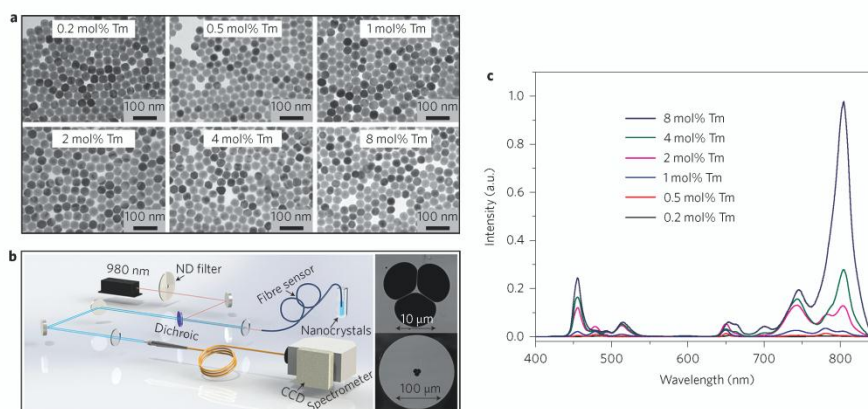 a
0.2 mol% Tm
0.5 mol% Tm
1 mol% Tm
100 nm
100 nm
100 nm
2 mol% Tm
4 mol% Tm
8 mol% Tm
100 nm
100 nm
100 nm
b
980 nm
ND filter
Fibre sensor
Dichroic
Nanocrystals
CCD Spectrometer
10 µm
100 µm
c
1.0
0.8
0.6
0.4
0.2
0.0
Intensity (a.u.)
8 mol% Tm
4 mol% Tm
2 mol% Tm
1 mol% Tm
0.5 mol% Tm
0.2 mol% Tm
400
500
600
700
800
Wavelength (nm)